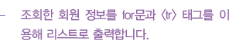 – 조회한 회원 정보를 for문과 <tr> 태그를 이
용해 리스트로 출력합니다.